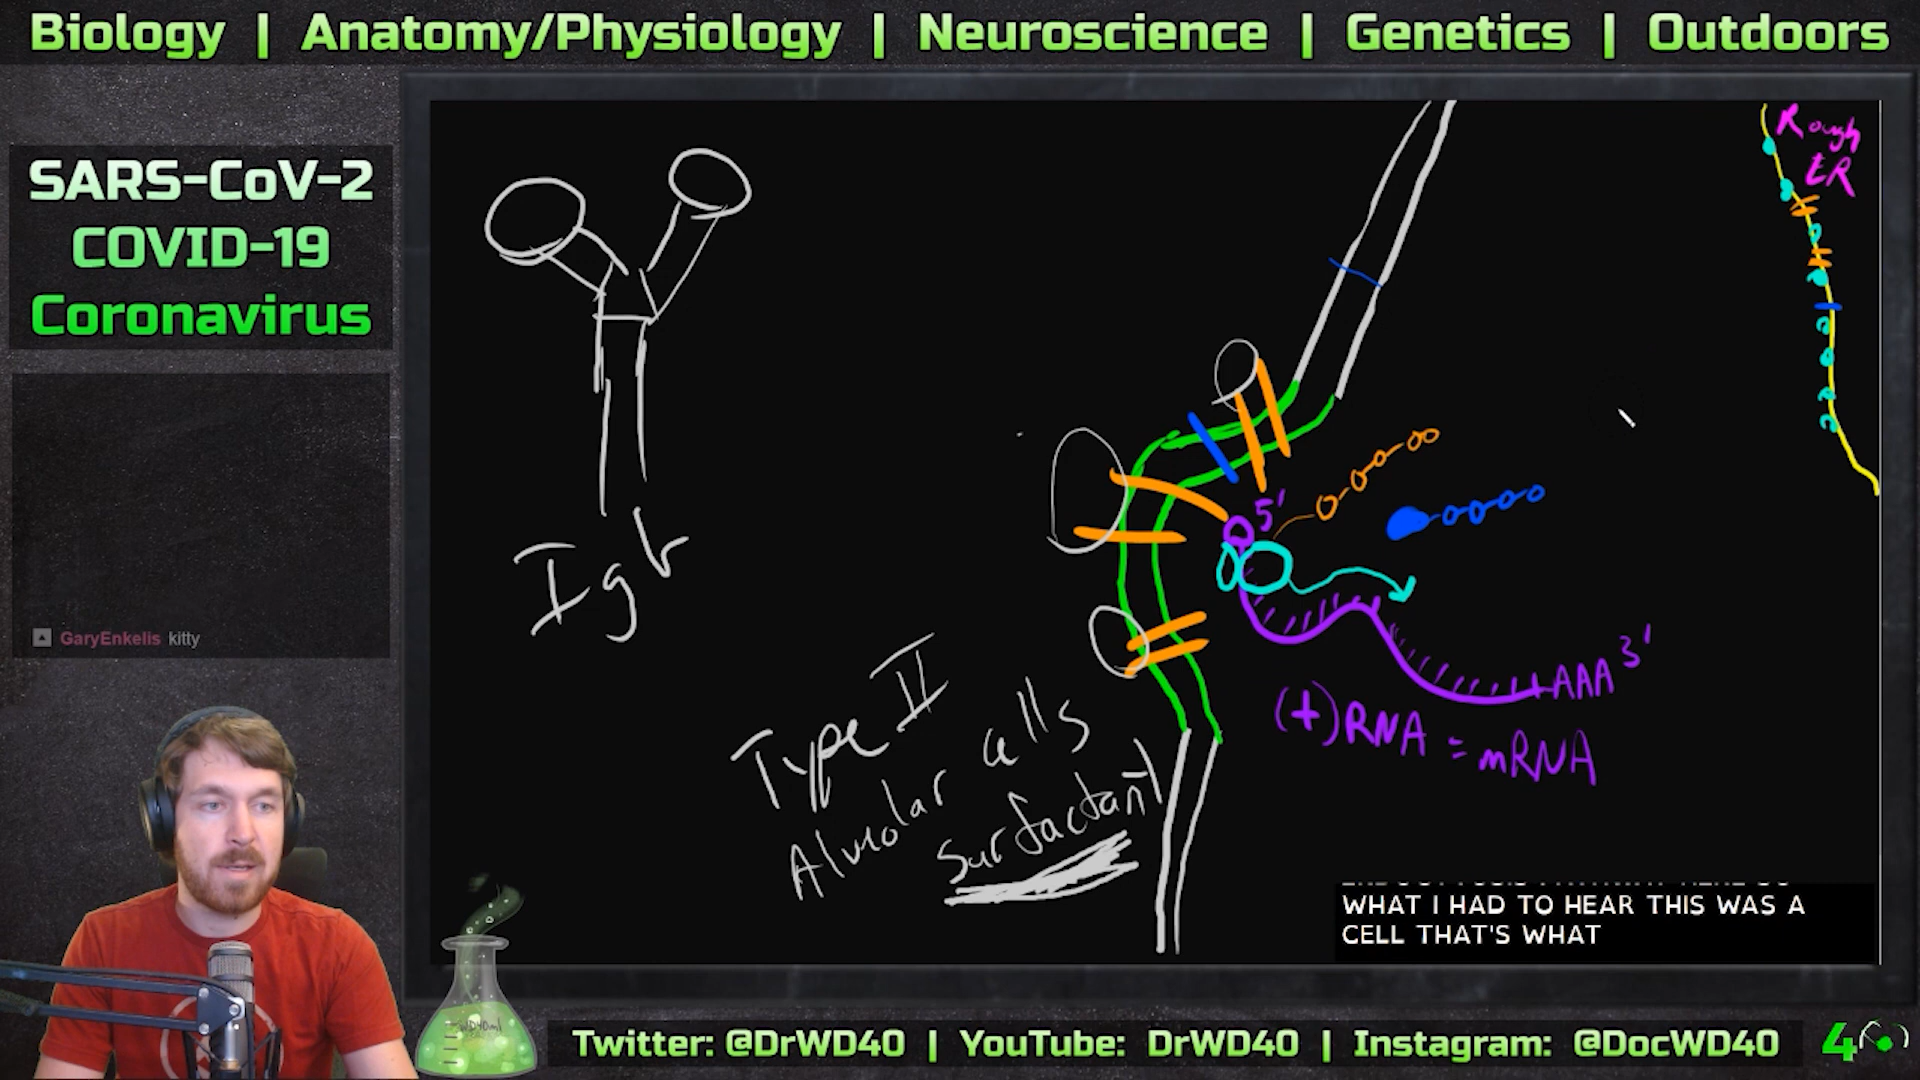 Biology | Anatomy/Physiology | Neuroscience | Genetics | Outdoors
SARS-CoV-2
COVID-19
Coronavirus
GaryEnkelis kitty
Rough
ER
5'
Type II
Alveolar cells
Surfactant
AAA 3'
(+)RNA = mRNA
WHAT I HAD TO HEAR THIS WAS A
CELL THAT'S WHAT
Twitter: @DrWD40 | YouTube: DrWD40 | Instagram: @DocWD40